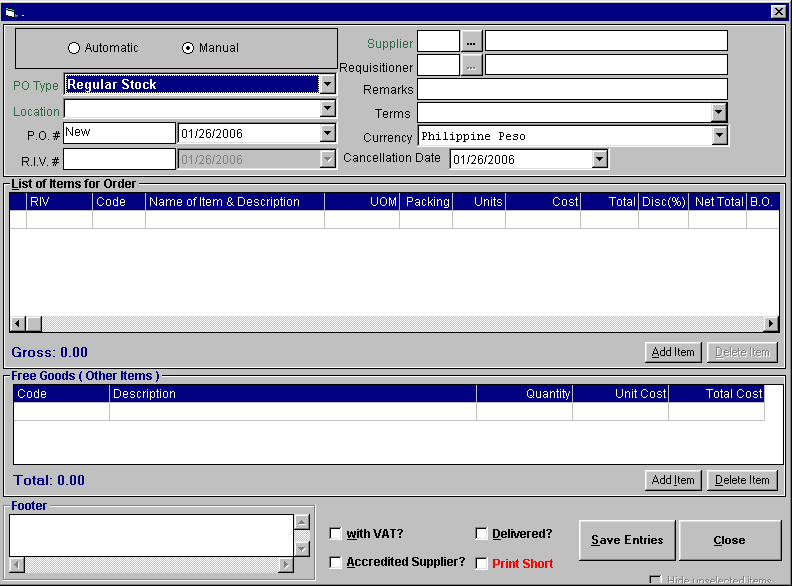 Automatic Manual
Supplier ...
Requisitioner ...
PO Type Regular Stock
Remarks
Location
Terms
P.O. # New 01/26/2006
Currency Philippine Peso
R.I.V. # 01/26/2006
Cancellation Date 01/26/2006
List of Items for Order
RIV Code Name of Item & Description UOM Packing Units Cost Total Disc(%) Net Total B.O.
Gross: 0.00 Add Item Delete Item
Free Goods ( Other Items )
Code Description Quantity Unit Cost Total Cost
Total: 0.00 Add Item Delete Item
Footer
with VAT? Delivered?
Save Entries Close
Accredited Supplier? Print Short
Hide unselected items